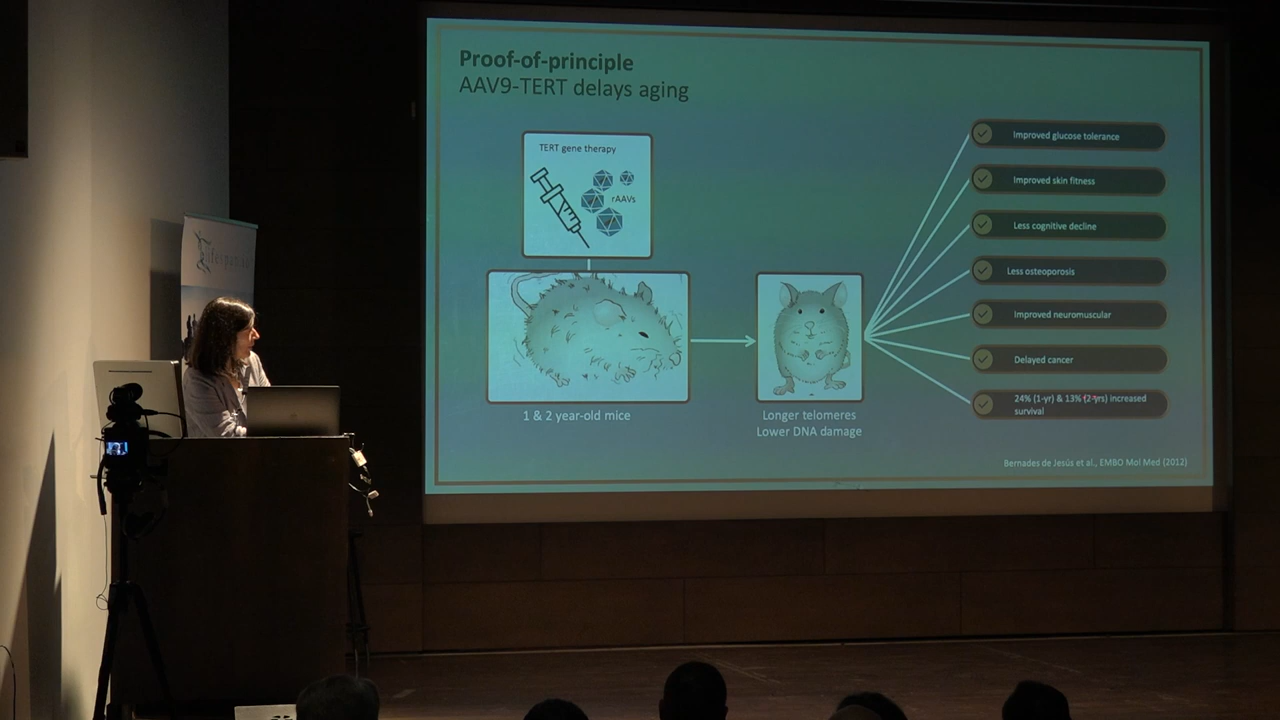 Proof-of-principle
AAV9-TERT delays aging
TERT gene therapy
rAAVs
1 & 2 year-old mice
Longer telomeres
Lower DNA damage
Improved glucose tolerance
Improved skin fitness
Less cognitive decline
Less osteoporosis
Improved neuromuscular
Delayed cancer
24% (1-yr) & 13% (2-yrs) increased
survival
Bernades de Jesús et al., EMBO Mol Med (2012)